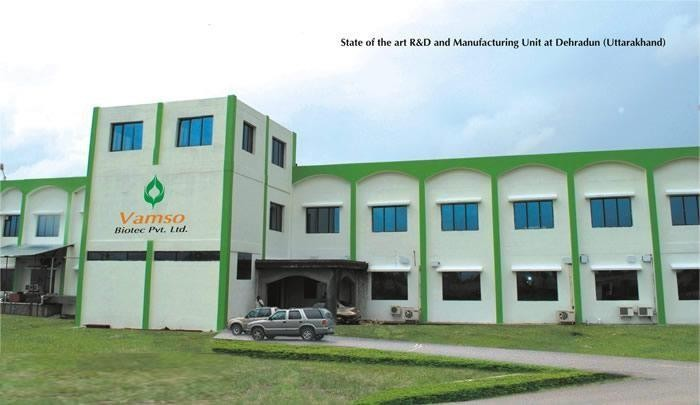 State of the art R&D and Manufacturing Unit at Dehradun (Uttarakhand)
Vamso
Biotec Pvt. Ltd.